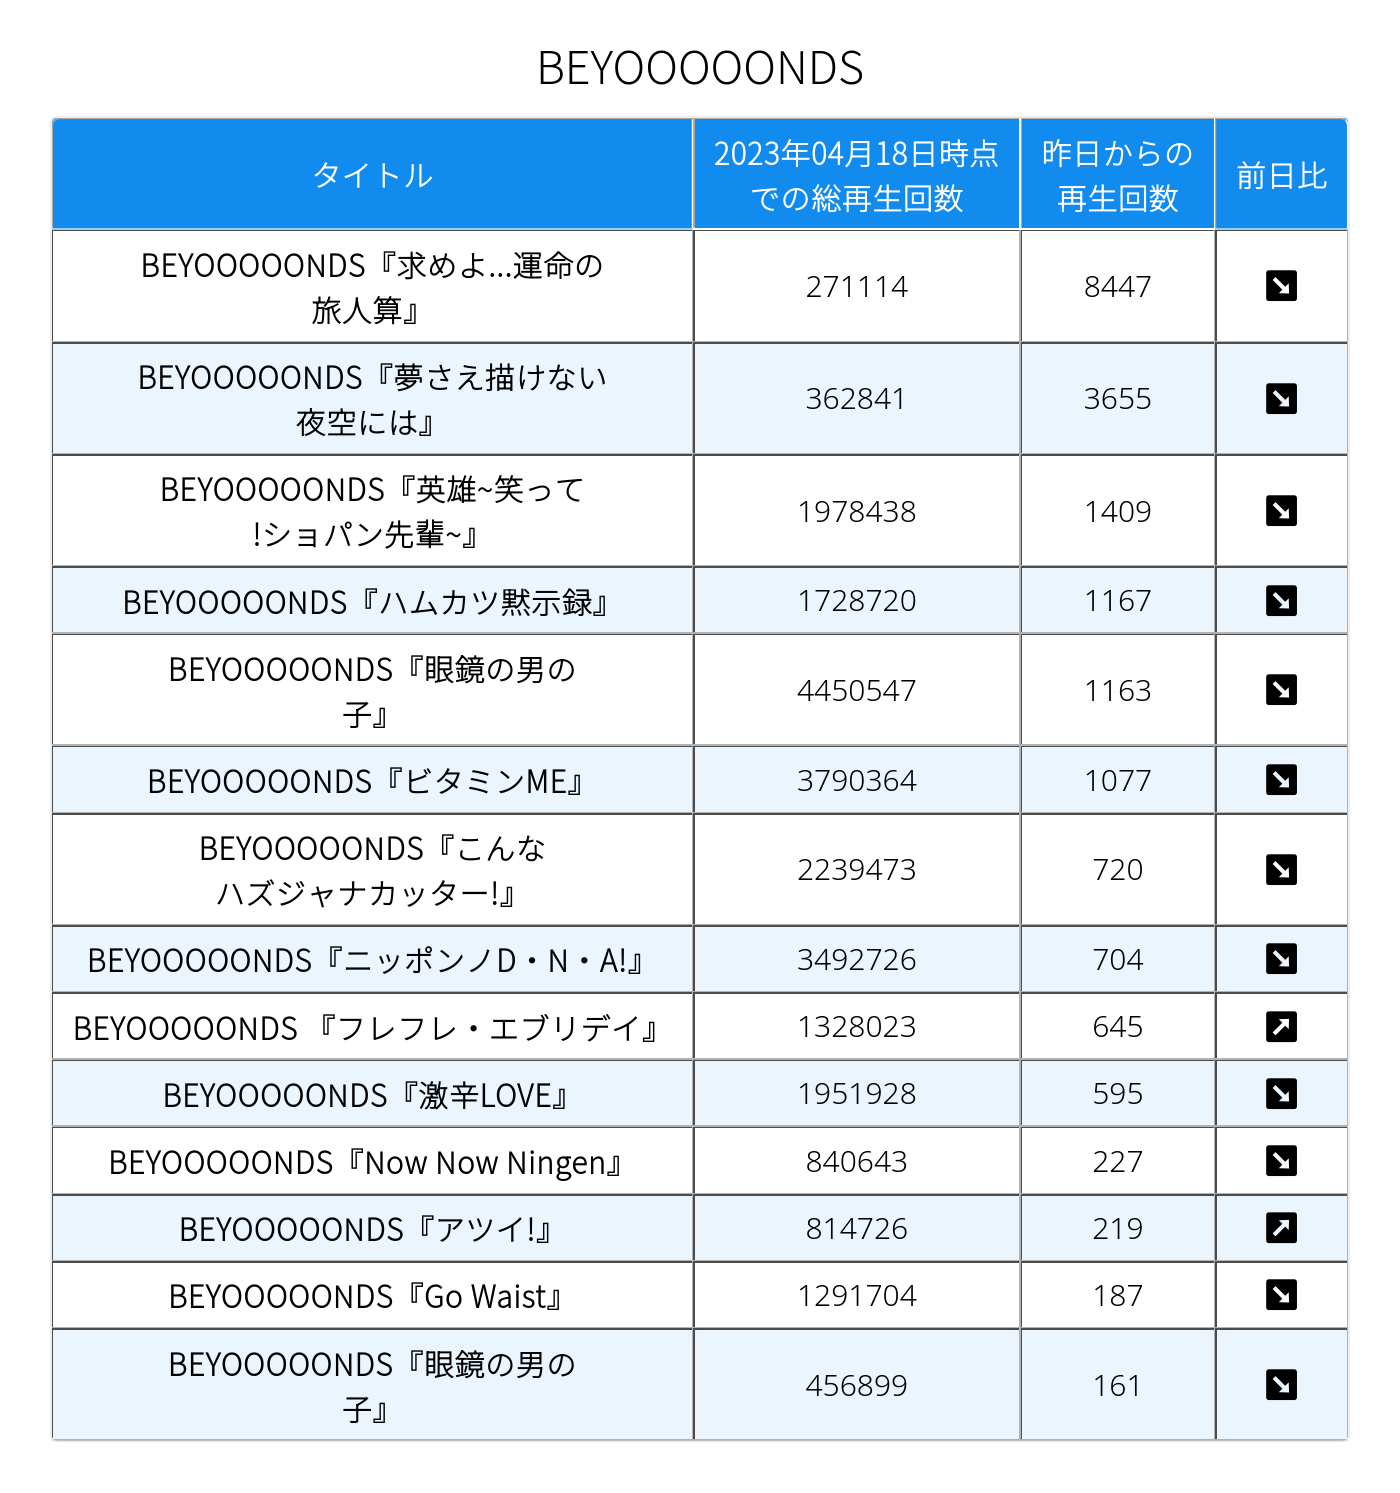 BEYOOOOONDS
タイトル
2023年04月18日時点
での総再生回数
昨日からの
再生回数
前日比
BEYOOOOONDS『求めよ...運命の
旅人算』
271114
8447
BEYOOOOONDS『夢さえ描けない
夜空には』
362841
3655
BEYOOOOONDS『英雄~笑って
!ショパン先輩~』
1978438
1409
BEYOOOOONDS『ハムカツ黙示録』
1728720
1167
BEYOOOOONDS『眼鏡の男の
子』
4450547
1163
BEYOOOOONDS『ビタミンME』
3790364
1077
BEYOOOOONDS『こんな
ハズジャナカッター!』
2239473
720
BEYOOOOONDS『ニッポンノD・N・A!』
3492726
704
BEYOOOOONDS 『フレフレ・エブリデイ』
1328023
645
BEYOOOOONDS『激辛LOVE』
1951928
595
BEYOOOOONDS『Now Now Ningen』
840643
227
BEYOOOOONDS『アツイ!』
814726
219
BEYOOOOONDS『Go Waist』
1291704
187
BEYOOOOONDS『眼鏡の男の
子』
456899
161